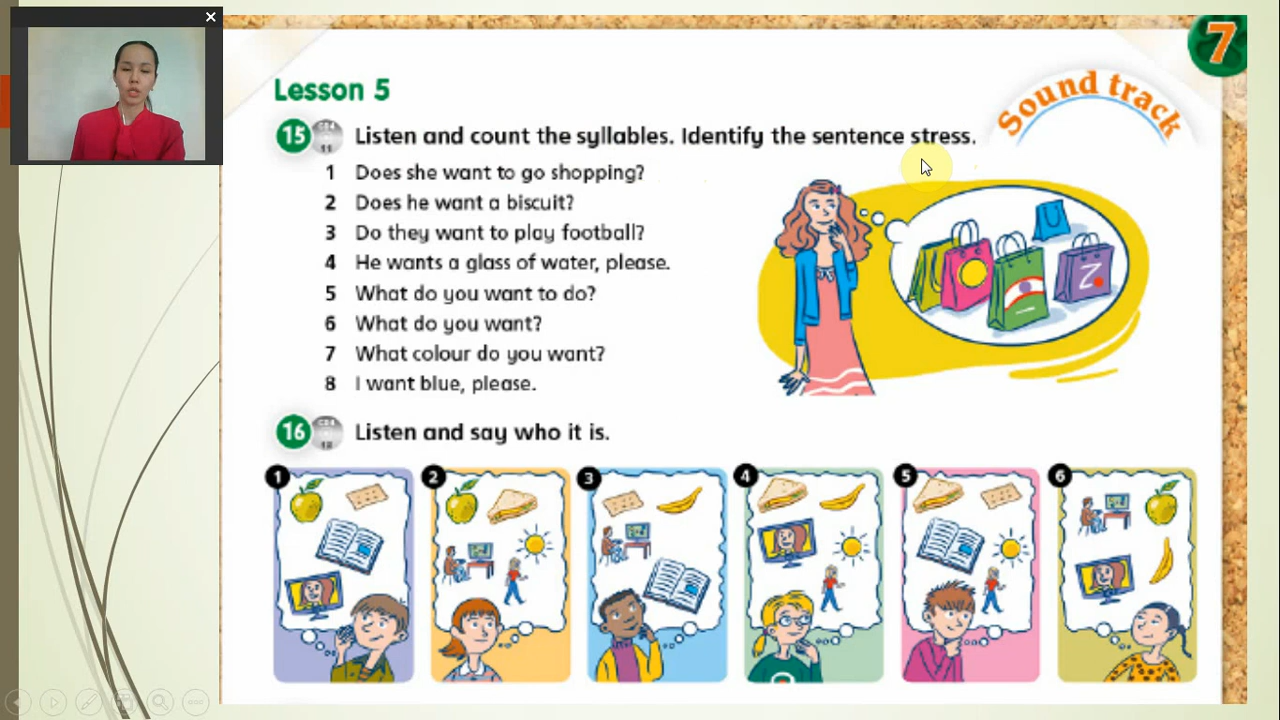 7
Sound track
Lesson 5
15 CD4 11 Listen and count the syllables. Identify the sentence stress.
1 Does she want to go shopping?
2 Does he want a biscuit?
3 Do they want to play football?
4 He wants a glass of water, please.
5 What do you want to do?
6 What do you want?
7 What colour do you want?
8 I want blue, please.
Z
16 CD4 12 Listen and say who it is.
1 2 3 4 5 6